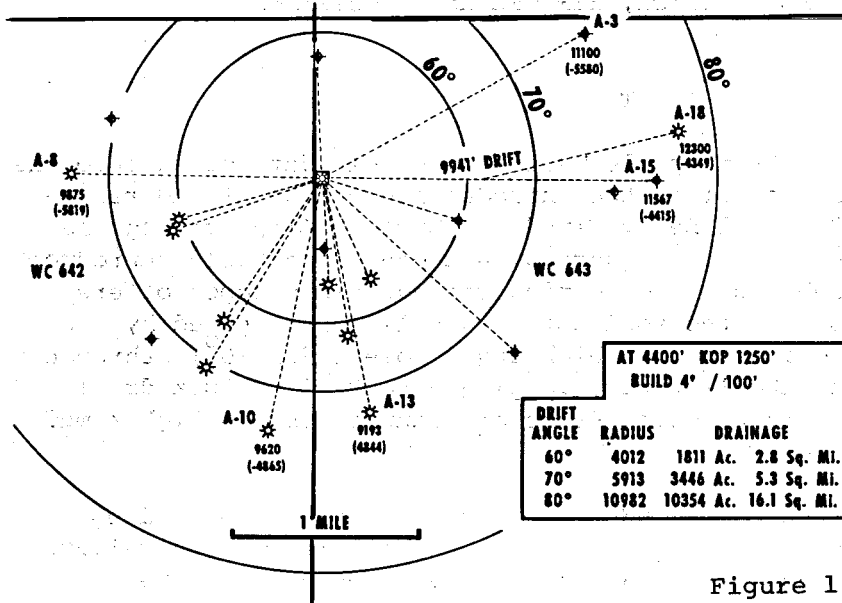 A-3
11100
(-5580)
60°
70°
80°
A-18
12300
(-4349)
9941' DRIFT
A-8
9875
(-5819)
A-15
11567
(-4415)
WC 642
WC 643
AT 4400' KOP 1250'
BUILD 4° / 100'
DRIFT
ANGLE RADIUS DRAINAGE
60° 4012 1811 Ac. 2.8 Sq. Mi.
70° 5913 3446 Ac. 5.3 Sq. Mi.
80° 10982 10354 Ac. 16.1 Sq. Mi.
A-13
9193
(4844)
A-10
9620
(-4865)
1 MILE
Figure 1